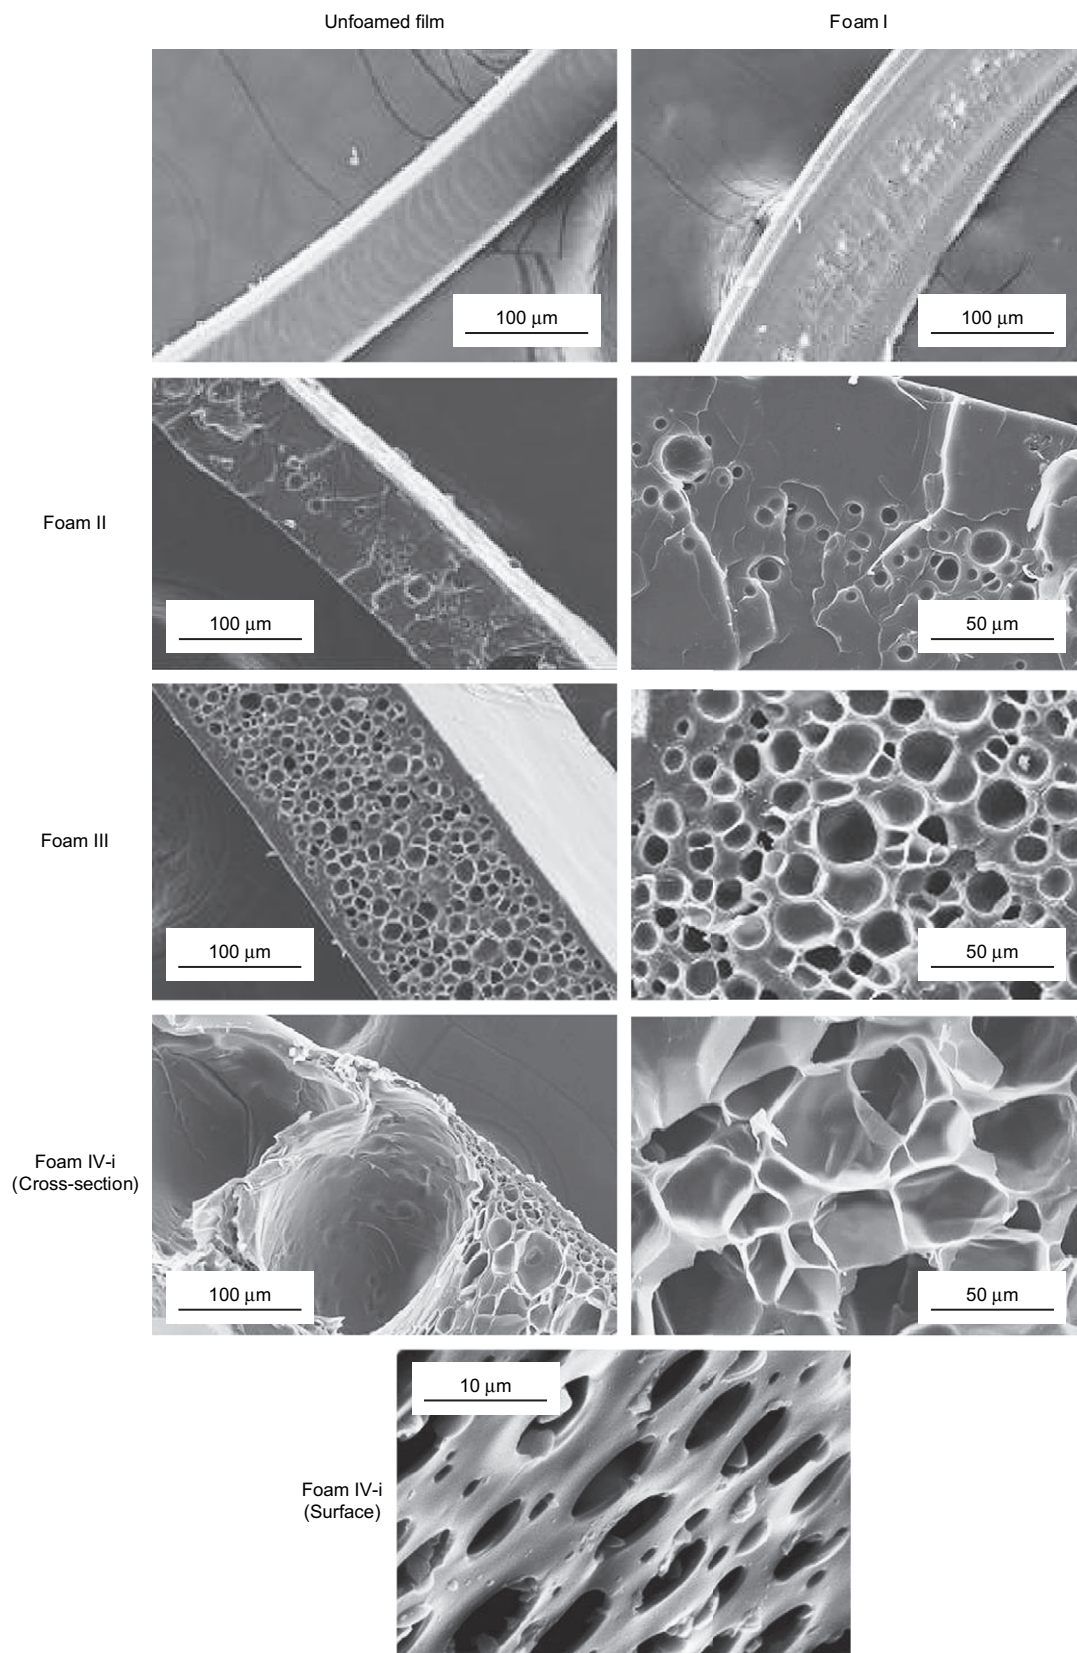 Unfoamed film
Foam I
100 μm
100 μm
Foam II
100 μm
50 μm
Foam III
100 μm
50 μm
Foam IV-i
(Cross-section)
100 μm
50 μm
10 μm
Foam IV-i
(Surface)